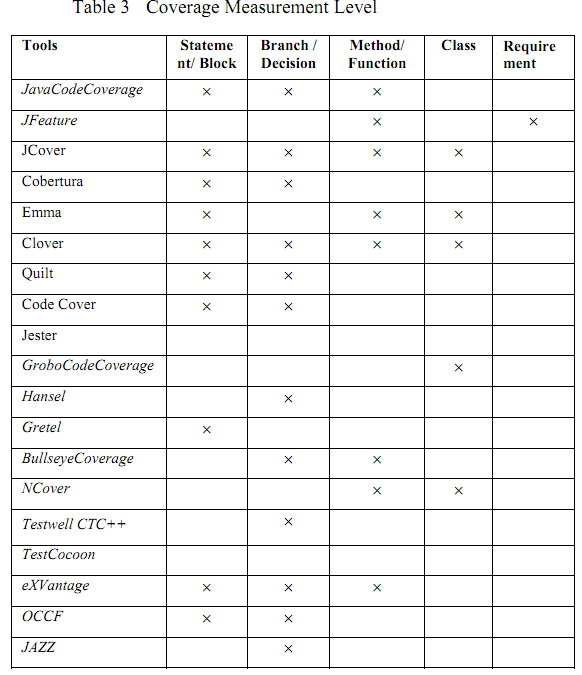 Table 3 Coverage Measurement Level
Tools Stateme nt/ Block Branch / Decision Method/ Function Class Require ment
JavaCodeCoverage × × ×
JFeature × ×
JCover × × × ×
Cobertura × ×
Emma × × ×
Clover × × × ×
Quilt × ×
Code Cover × ×
Jester
GroboCodeCoverage ×
Hansel ×
Gretel ×
BullseyeCoverage × ×
NCover × ×
Testwell CTC++ ×
TestCocoon
eXVantage × × ×
OCCF × ×
JAZZ ×